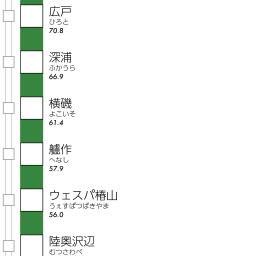 広戸
ひろと
70.8
深浦
ふかうら
66.9
横磯
よこいそ
61.4
艫作
へなし
57.9
ウェスパ椿山
うぇすぱつばきやま
56.0
陸奥沢辺
むつさわべ